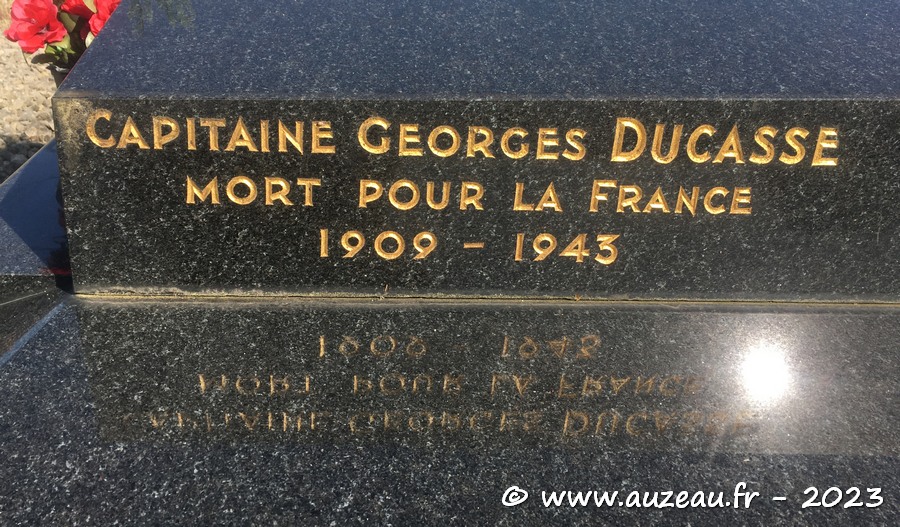 Capitaine Georges Ducasse
mort pour la France
1909 - 1943
© www.auzeau.fr - 2023